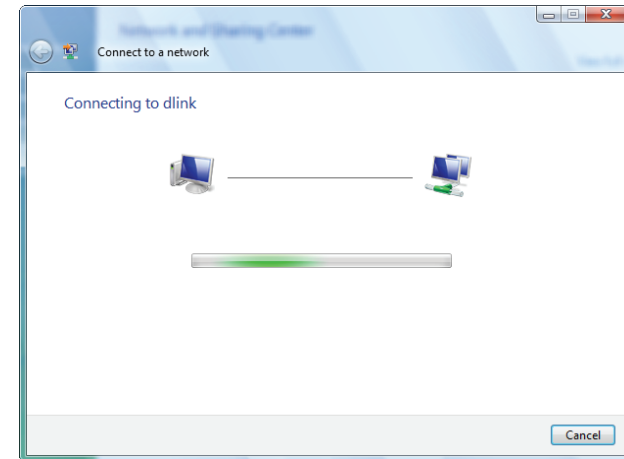 Network and Sharing Center
Connect to a network
Connecting to dlink
Cancel